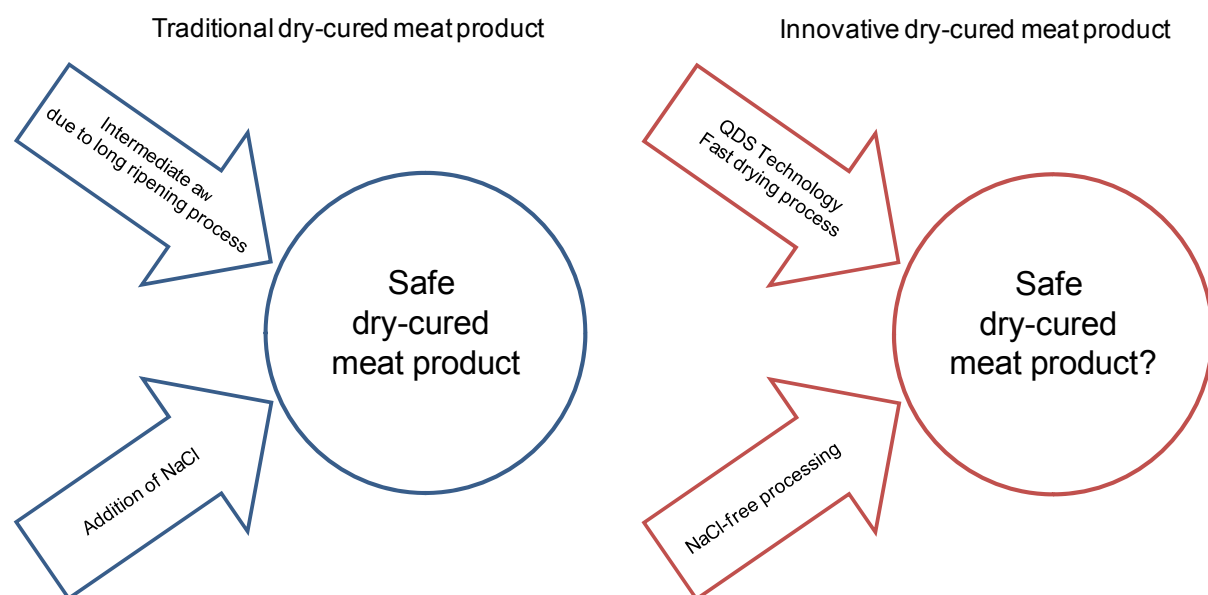 Traditional dry-cured meat product
Intermediate aw
due to long ripening process
Safe
dry-cured
meat product
Addition of NaCl
Innovative dry-cured meat product
QDS Technology
Fast drying process
Safe
dry-cured
meat product?
NaCl-free processing